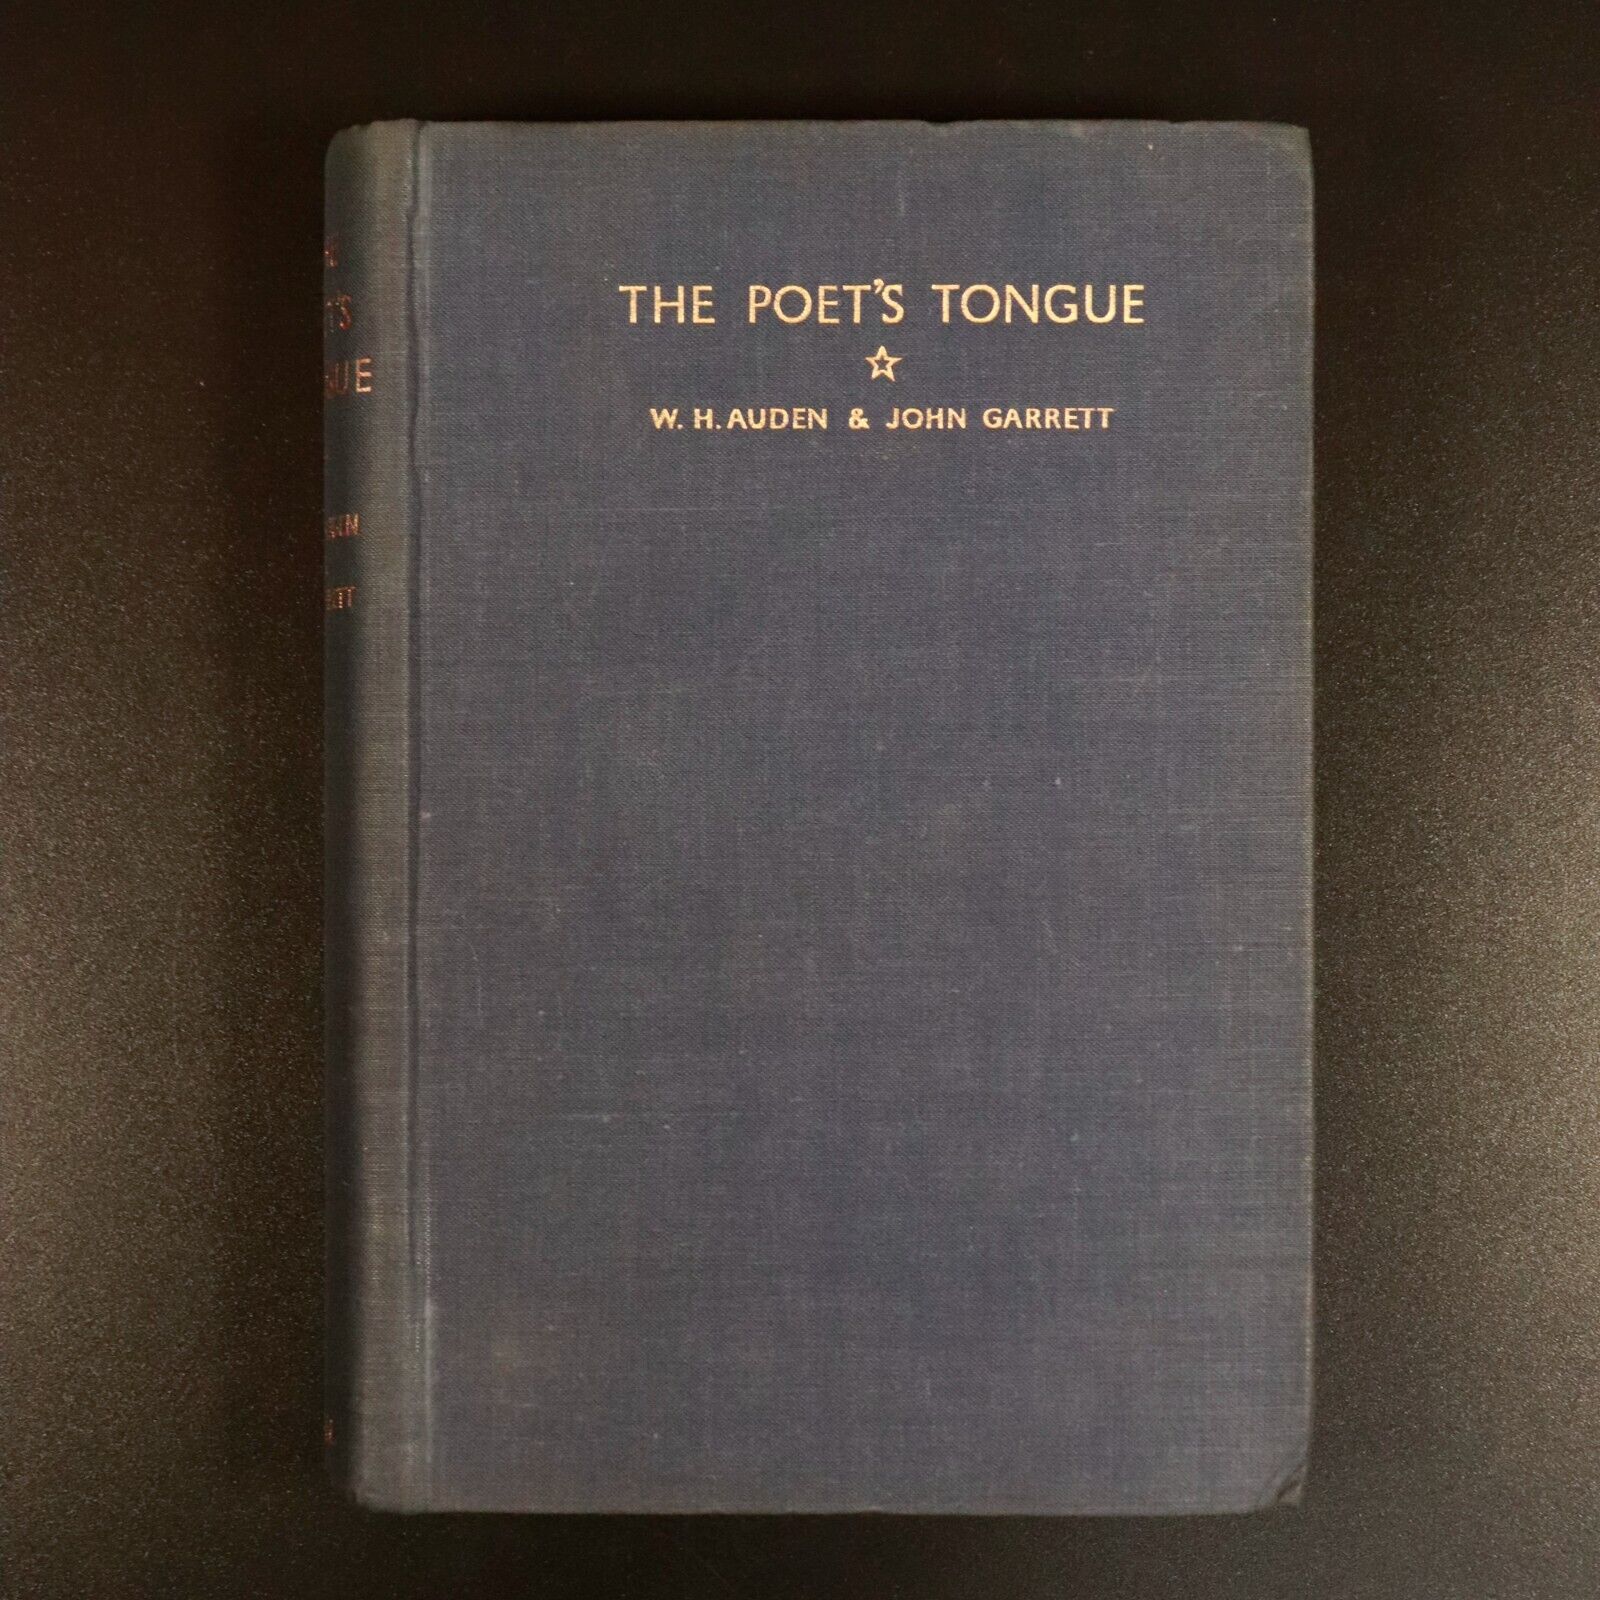 THE POET'S TONGUE
W. H. AUDEN & JOHN GARRETT